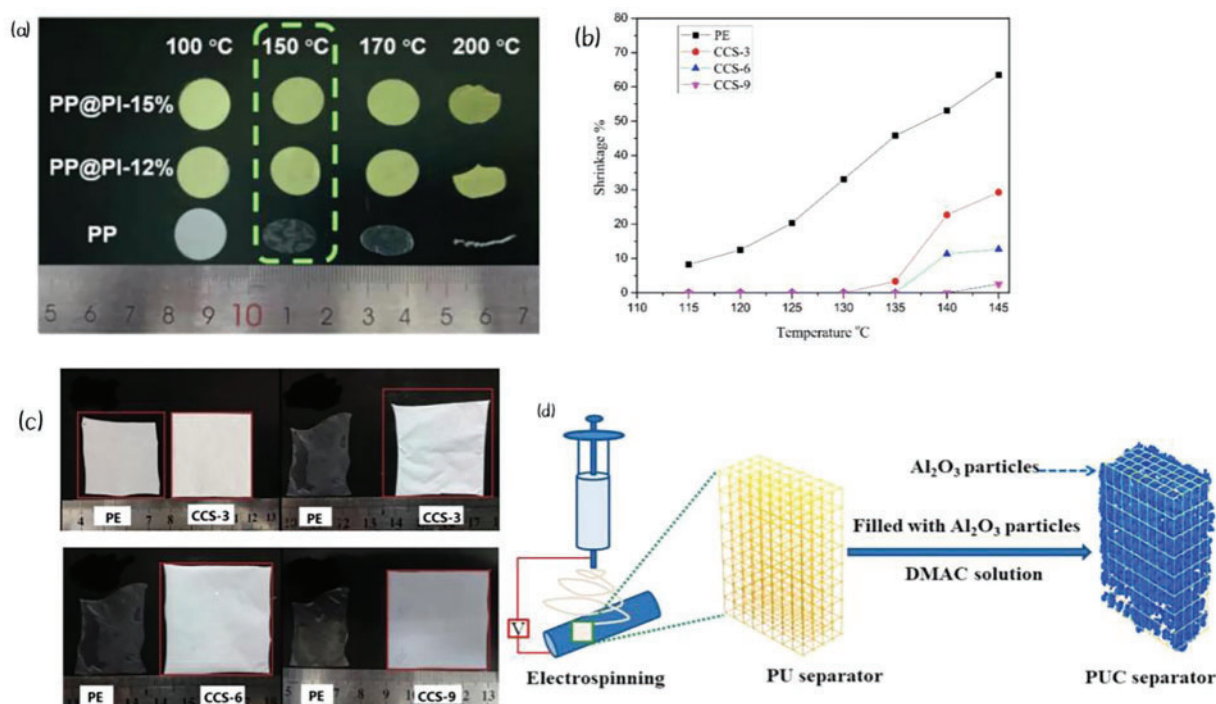 (a)
100 °C 150 °C 170 °C 200 °C
PP@PI-15%
PP@PI-12%
PP
5 6 7 8 9 10 1 2 3 4 5 6 7
(b)
PE
CCS-3
CCS-6
CCS-9
Shrinkage %
80
70
60
50
40
30
20
10
0
110 115 120 125 130 135 140 145
Temperature °C
(c)
PE CCS-3 PE CCS-3
PE CCS-6 PE CCS-9
(d)
V
Electrospinning
PU separator
Filled with Al₂O₃ particles
DMAC solution
Al₂O₃ particles
PUC separator